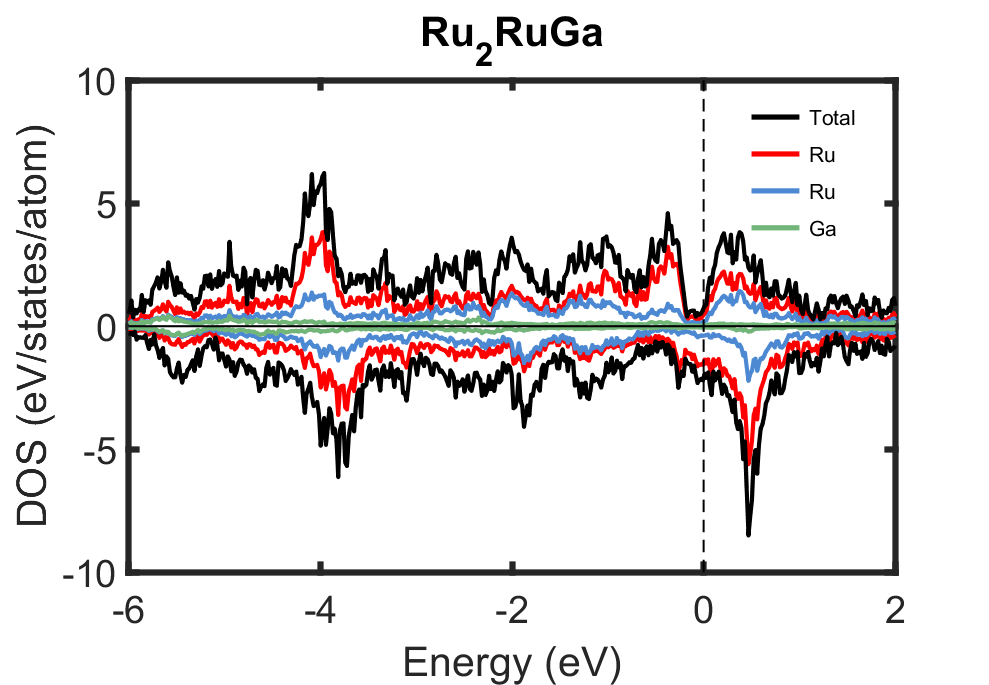 Ru2RuGa
10
5
0
-5
-10
DOS (eV/states/atom)
Total
Ru
Ru
Ga
-6
-4
-2
0
2
Energy (eV)